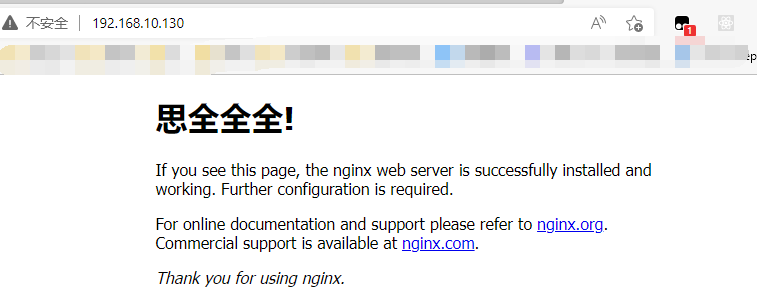 不安全 192.168.10.130
1
思全全全!
If you see this page, the nginx web server is successfully installed and
working. Further configuration is required.
For online documentation and support please refer to nginx.org.
Commercial support is available at nginx.com.
Thank you for using nginx.